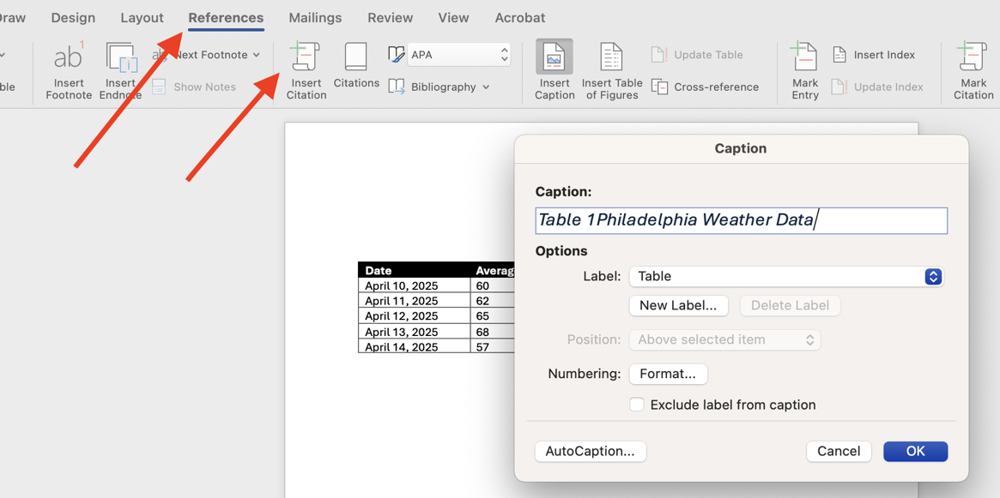 Draw Design Layout References Mailings Review View Acrobat
ab1 ab Next Footnote APA Update Table Insert Index
Insert Footnote Insert Endnote Show Notes Insert Citation Citations Bibliography Insert Caption Insert Table of Figures Cross-reference Mark Entry Update Index Mark Citation
ble
Caption
Caption:
Table 1Philadelphia Weather Data
Options
Label: Table
New Label... Delete Label
Position: Above selected item
Numbering: Format...
Exclude label from caption
AutoCaption... Cancel OK
Date Averag
April 10, 2025 60
April 11, 2025 62
April 12, 2025 65
April 13, 2025 68
April 14, 2025 57